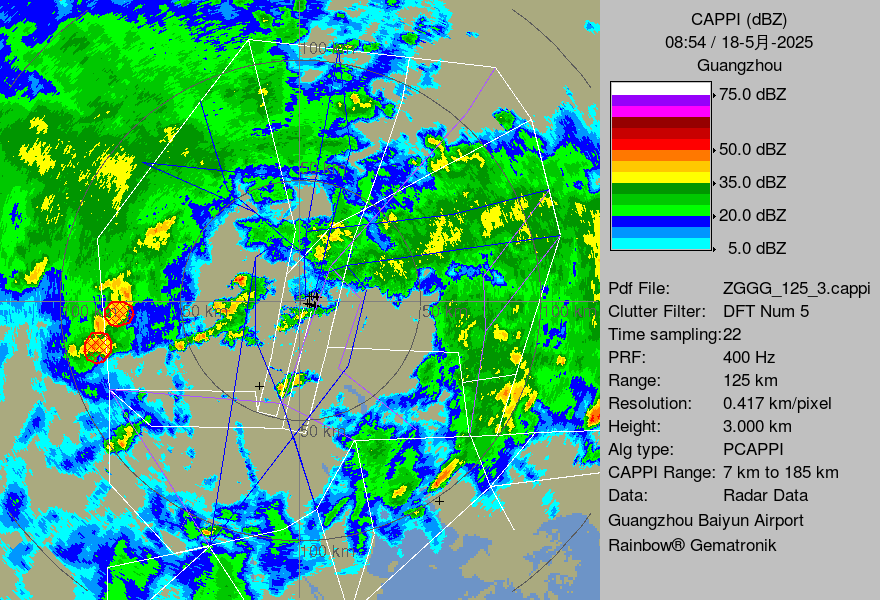 CAPPI (dBZ)
08:54 / 18-5月-2025
Guangzhou
75.0 dBZ
50.0 dBZ
35.0 dBZ
20.0 dBZ
5.0 dBZ
Pdf File: ZGGG_125_3.cappi
Clutter Filter: DFT Num 5
Time sampling:22
PRF: 400 Hz
Range: 125 km
Resolution: 0.417 km/pixel
Height: 3.000 km
Alg type: PCAPPI
CAPPI Range: 7 km to 185 km
Data: Radar Data
Guangzhou Baiyun Airport
Rainbow® Gematronik
100 km
50
100
50 km
50 km
100 km
50 km
100 km